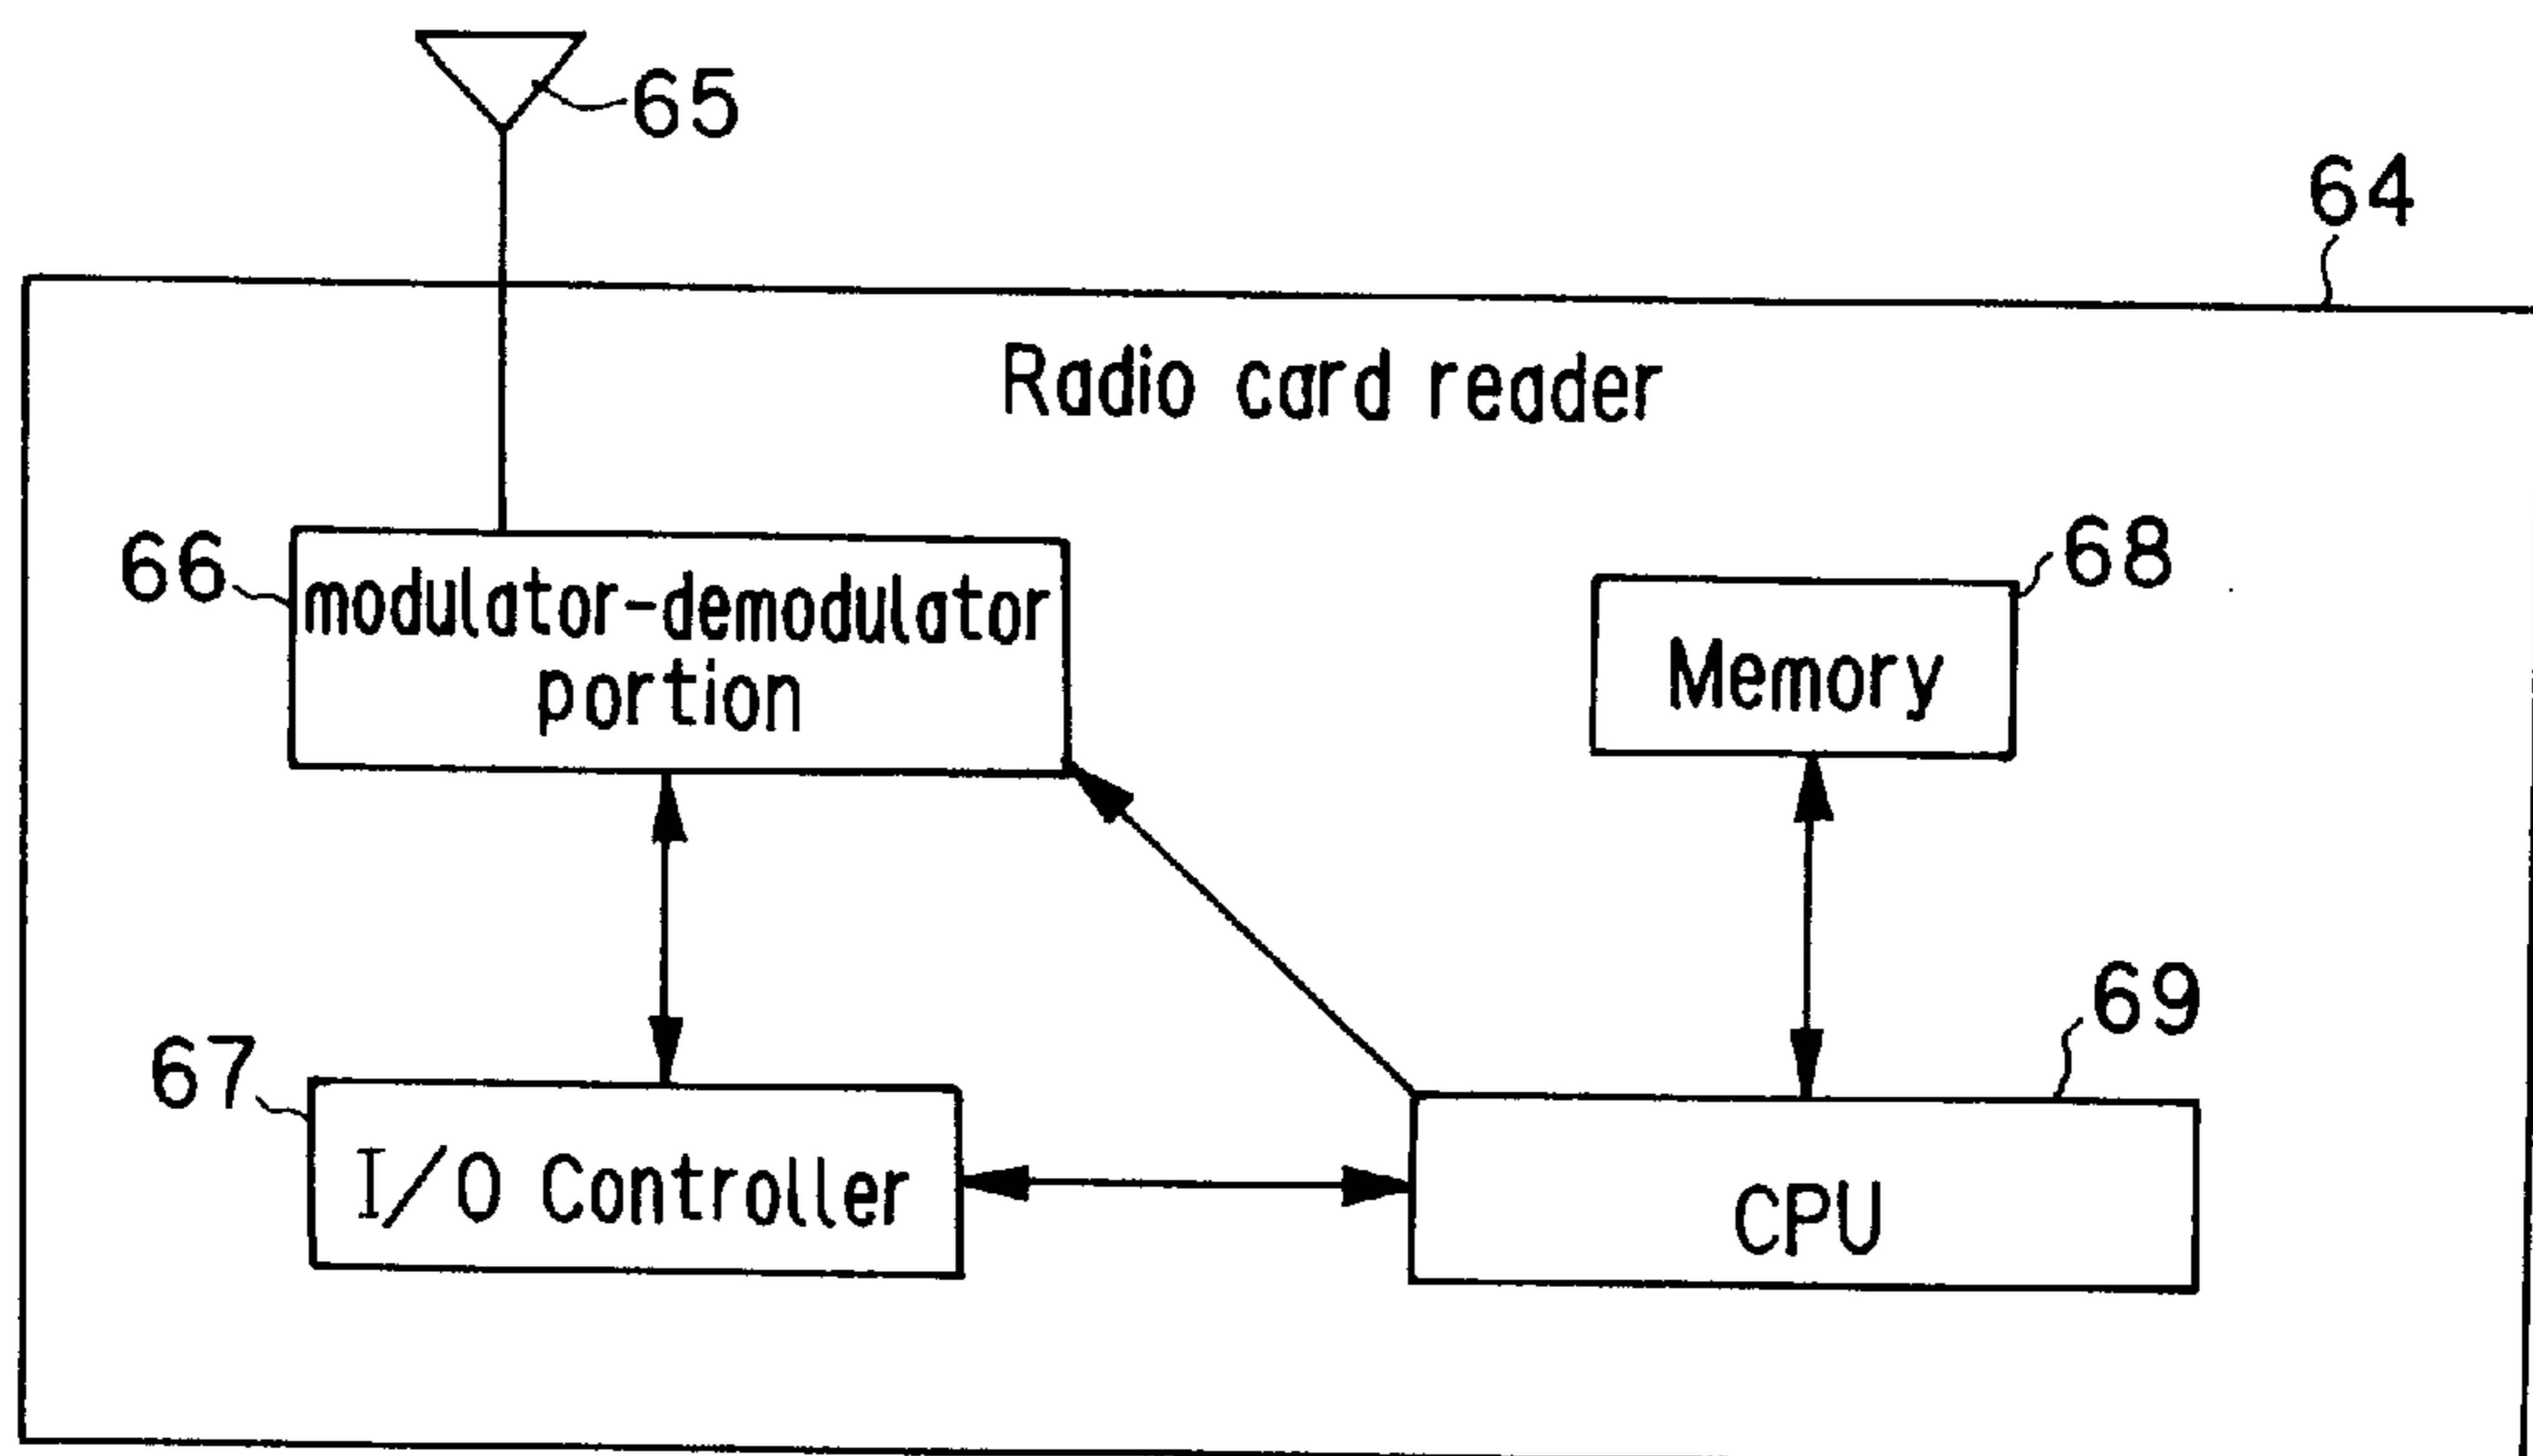 65
64
Radio card reader
66
modulator-demodulator
portion
68
Memory
69
67
I/O Controller
CPU